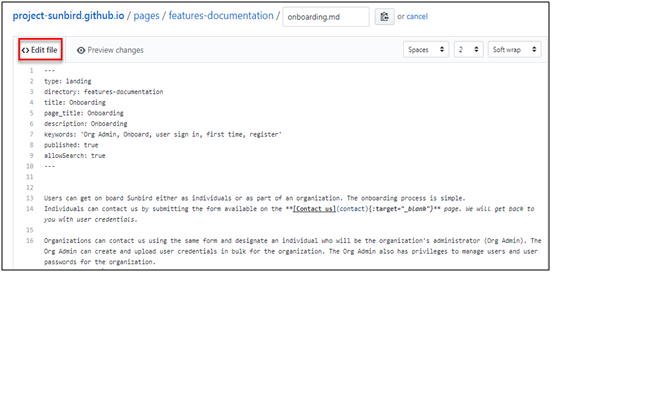 project-sunbird.github.io / pages / features-documentation / onboarding.md or cancel
<> Edit file Preview changes Spaces 2 Soft wrap
1 ---
2 type: landing
3 directory: features-documentation
4 title: Onboarding
5 page_title: Onboarding
6 description: Onboarding
7 keywords: 'Org Admin, Onboard, user sign in, first time, register'
8 published: true
9 allowSearch: true
10 ---
11
12
13 Users can get on board Sunbird either as individuals or as part of an organization. The onboarding process is simple.
14 Individuals can contact us by submitting the form available on the **[Contact us](contact){:target="_blank"}** page. We will get back to
you with user credentials.
15
16 Organizations can contact us using the same form and designate an individual who will be the organization's administrator (Org Admin). The
Org Admin can create and upload user credentials in bulk for the organization. The Org Admin also has privileges to manage users and user
passwords for the organization.